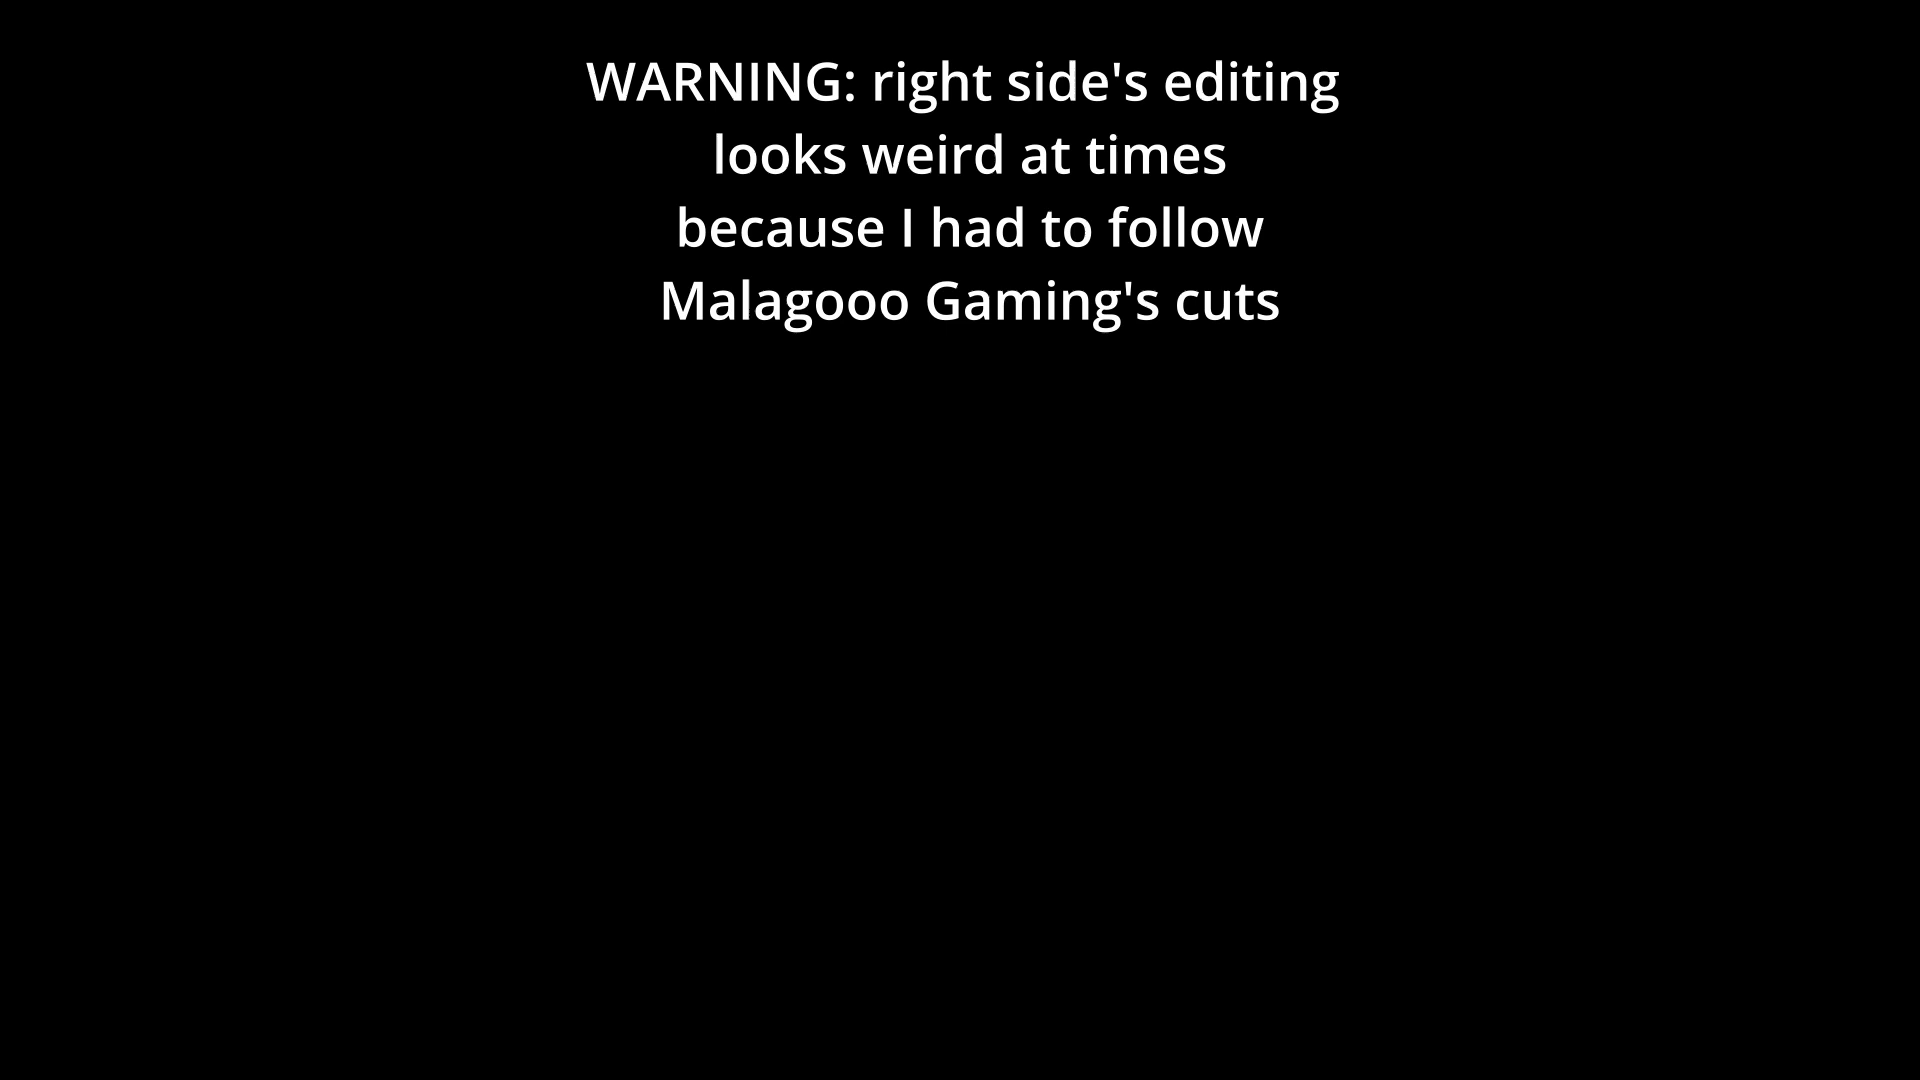 WARNING: right side's editing
looks weird at times
because I had to follow
Malagooo Gaming's cuts